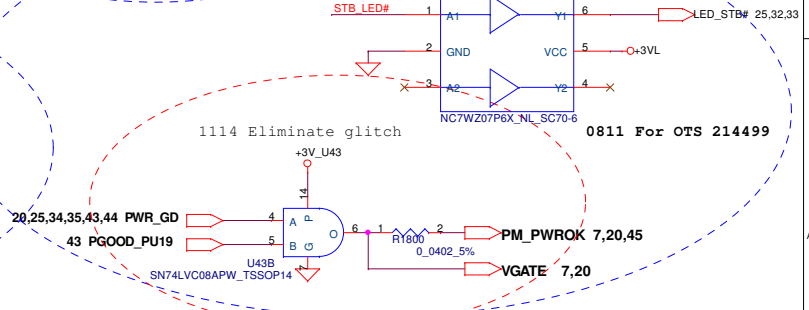 STB_LED#
1
A1
Y1
6
LED_STB# 25,32,33
2
GND
VCC
5
+3VL
3
A2
Y2
4
NC7WZ07P6X_NL_SC70-6
1114 Eliminate glitch
0811 For OTS 214499
+3V_U43
14
20,25,34,35,43,44 PWR_GD
4
A
P
43 PGOOD_PU19
5
B
G
O
6
1
2
R1800
0_0402_5%
PM_PWROK 7,20,45
7
U43B
SN74LVC08APW_TSSOP14
VGATE 7,20